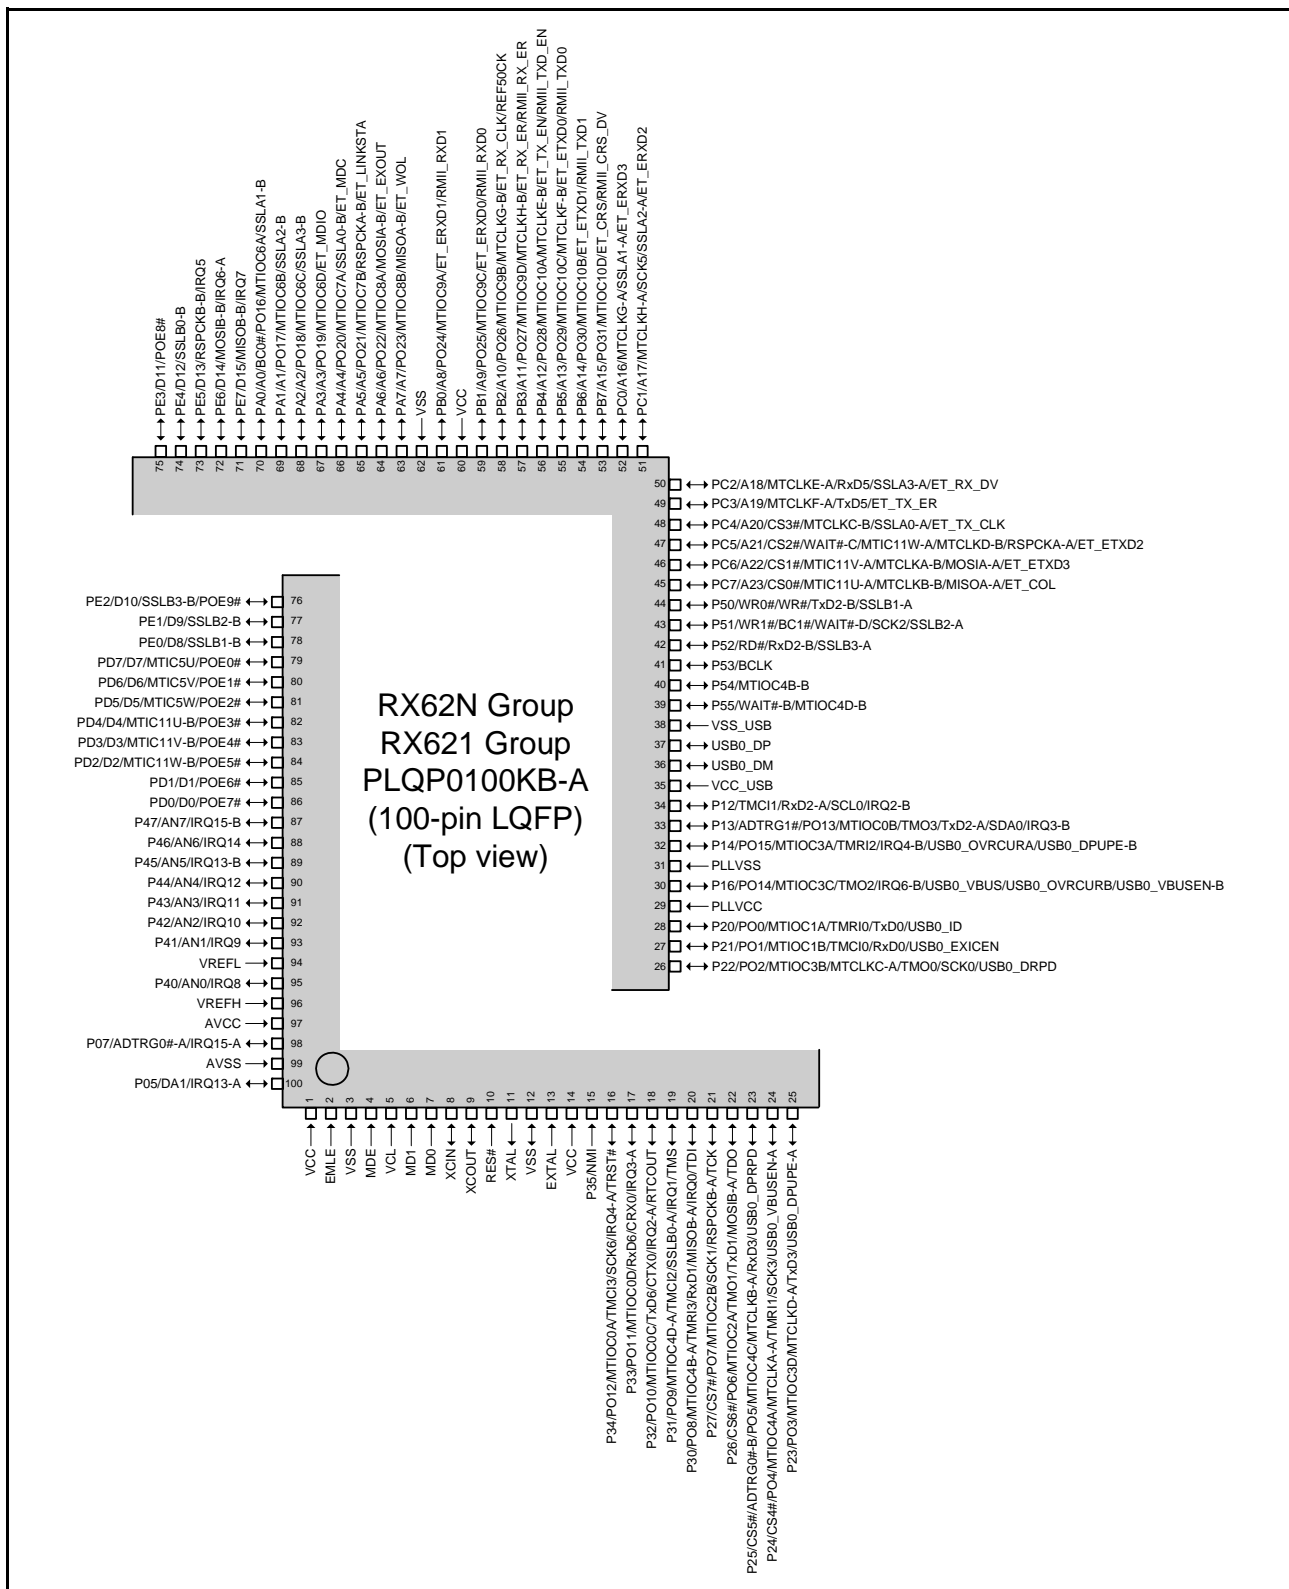 PE3/D11/POE8#
PE4/D12/SSLB0-B
PE5/D13/RSPCKB-B/IRQ5
PE6/D14/MOSIB-B/IRQ6-A
PE7/D15/MISOB-B/IRQ7
PA0/A0/BC0#/PO16/MTIOC6A/SSLA1-B
PA1/A1/PO17/MTIOC6B/SSLA2-B
PA2/A2/PO18/MTIOC6C/SSLA3-B
PA3/A3/PO19/MTIOC6D/ET_MDIO
PA4/A4/PO20/MTIOC7A/SSLA0-B/ET_MDC
PA5/A5/PO21/MTIOC7B/RSPCKA-B/ET_LINKSTA
PA6/A6/PO22/MTIOC8A/MOSIA-B/ET_EXOUT
PA7/A7/PO23/MTIOC8B/MISOA-B/ET_WOL
VSS
PB0/A8/PO24/MTIOC9A/ET_ERXD1/RMII_RXD1
VCC
PB1/A9/PO25/MTIOC9C/ET_ERXD0/RMII_RXD0
PB2/A10/PO26/MTIOC9B/MTCLKG-B/ET_RX_CLK/REF50CK
PB3/A11/PO27/MTIOC9D/MTCLKH-B/ET_RX_ER/RMII_RX_ER
PB4/A12/PO28/MTIOC10A/MTCLKE-B/ET_TX_EN/RMII_TXD_EN
PB5/A13/PO29/MTIOC10C/MTCLKF-B/ET_ETXD0/RMII_TXD0
PB6/A14/PO30/MTIOC10B/ET_ETXD1/RMII_TXD1
PB7/A15/PO31/MTIOC10D/ET_CRS/RMII_CRS_DV
PC0/A16/MTCLKG-A/SSLA1-A/ET_ERXD3
PC1/A17/MTCLKH-A/SCK5/SSLA2-A/ET_ERXD2
75 74 73 72 71 70 69 68 67 66 65 64 63 62 61 60 59 58 57 56 55 54 53 52 51
50 PC2/A18/MTCLKE-A/RxD5/SSLA3-A/ET_RX_DV
49 PC3/A19/MTCLKF-A/TxD5/ET_TX_ER
48 PC4/A20/CS3#/MTCLKC-B/SSLA0-A/ET_TX_CLK
47 PC5/A21/CS2#/WAIT#-C/MTIC11W-A/MTCLKD-B/RSPCKA-A/ET_ETXD2
46 PC6/A22/CS1#/MTIC11V-A/MTCLKA-B/MOSIA-A/ET_ETXD3
45 PC7/A23/CS0#/MTIC11U-A/MTCLKB-B/MISOA-A/ET_COL
44 P50/WR0#/WR#/TxD2-B/SSLB1-A
43 P51/WR1#/BC1#/WAIT#-D/SCK2/SSLB2-A
42 P52/RD#/RxD2-B/SSLB3-A
41 P53/BCLK
40 P54/MTIOC4B-B
39 P55/WAIT#-B/MTIOC4D-B
38 VSS_USB
37 USB0_DP
36 USB0_DM
35 VCC_USB
34 P12/TMCI1/RxD2-A/SCL0/IRQ2-B
33 P13/ADTRG1#/PO13/MTIOC0B/TMO3/TxD2-A/SDA0/IRQ3-B
32 P14/PO15/MTIOC3A/TMRI2/IRQ4-B/USB0_OVRCURA/USB0_DPUPE-B
31 PLLVSS
30 P16/PO14/MTIOC3C/TMO2/IRQ6-B/USB0_VBUS/USB0_OVRCURB/USB0_VBUSEN-B
29 PLLVCC
28 P20/PO0/MTIOC1A/TMRI0/TxD0/USB0_ID
27 P21/PO1/MTIOC1B/TMCI0/RxD0/USB0_EXICEN
26 P22/PO2/MTIOC3B/MTCLKC-A/TMO0/SCK0/USB0_DRPD
PE2/D10/SSLB3-B/POE9# 76
PE1/D9/SSLB2-B 77
PE0/D8/SSLB1-B 78
PD7/D7/MTIC5U/POE0# 79
PD6/D6/MTIC5V/POE1# 80
PD5/D5/MTIC5W/POE2# 81
PD4/D4/MTIC11U-B/POE3# 82
PD3/D3/MTIC11V-B/POE4# 83
PD2/D2/MTIC11W-B/POE5# 84
PD1/D1/POE6# 85
PD0/D0/POE7# 86
P47/AN7/IRQ15-B 87
P46/AN6/IRQ14 88
P45/AN5/IRQ13-B 89
P44/AN4/IRQ12 90
P43/AN3/IRQ11 91
P42/AN2/IRQ10 92
P41/AN1/IRQ9 93
VREFL 94
P40/AN0/IRQ8 95
VREFH 96
AVCC 97
P07/ADTRG0#-A/IRQ15-A 98
AVSS 99
P05/DA1/IRQ13-A 100
RX62N Group
RX621 Group
PLQP0100KB-A
(100-pin LQFP)
(Top view)
1 2 3 4 5 6 7 8 9 10 11 12 13 14 15 16 17 18 19 20 21 22 23 24 25
VCC
EMLE
VSS
MDE
VCL
MD1
MD0
XCIN
XCOUT
RES#
XTAL
VSS
EXTAL
VCC
P35/NMI
P34/PO12/MTIOC0A/TMCI3/SCK6/IRQ4-A/TRST#
P33/PO11/MTIOC0D/RxD6/CRX0/IRQ3-A
P32/PO10/MTIOC0C/TxD6/CTX0/IRQ2-A/RTCOUT
P31/PO9/MTIOC4D-A/TMCI2/SSLB0-A/IRQ1/TMS
P30/PO8/MTIOC4B-A/TMRI3/RxD1/MISOB-A/IRQ0/TDI
P27/CS7#/PO7/MTIOC2B/SCK1/RSPCKB-A/TCK
P26/CS6#/PO6/MTIOC2A/TMO1/TxD1/MOSIB-A/TDO
P25/CS5#/ADTRG0#-B/PO5/MTIOC4C/MTCLKB-A/RxD3/USB0_DPRPD
P24/CS4#/PO4/MTIOC4A/MTCLKA-A/TMRI1/SCK3/USB0_VBUSEN-A
P23/PO3/MTIOC3D/MTCLKD-A/TxD3/USB0_DPUPE-A